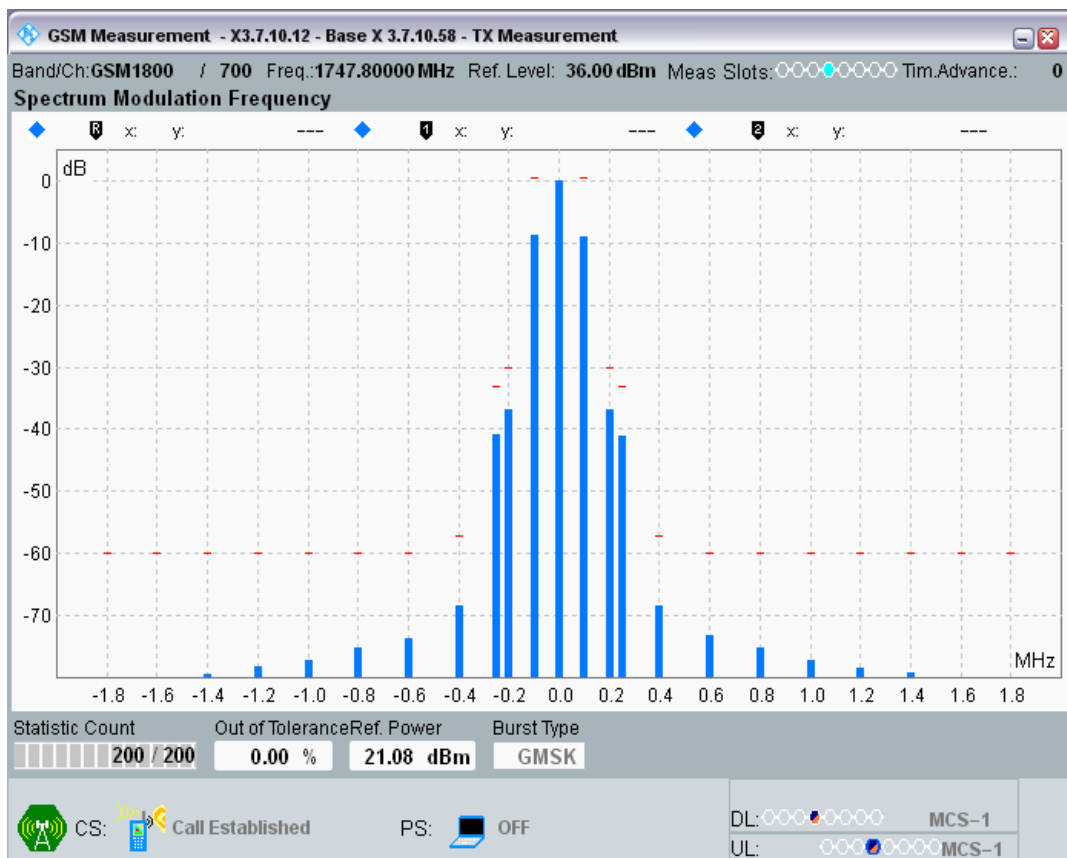 GSM Measurement - X3.7.10.12 - Base X 3.7.10.58 - TX Measurement
Band/Ch:GSM1800 / 700 Freq.:1747.80000 MHz Ref. Level: 36.00 dBm Meas Slots: Tim.Advance.: 0
Spectrum Modulation Frequency
R x: y: --- 1 x: y: --- 2 x: y: ---
dB
0
-10
-20
-30
-40
-50
-60
-70
MHz
-1.8 -1.6 -1.4 -1.2 -1.0 -0.8 -0.6 -0.4 -0.2 0.0 0.2 0.4 0.6 0.8 1.0 1.2 1.4 1.6 1.8
Statistic Count Out of Tolerance Ref. Power Burst Type
200 / 200 0.00 % 21.08 dBm GMSK
CS: Call Established PS: OFF
DL: MCS-1
UL: MCS-1